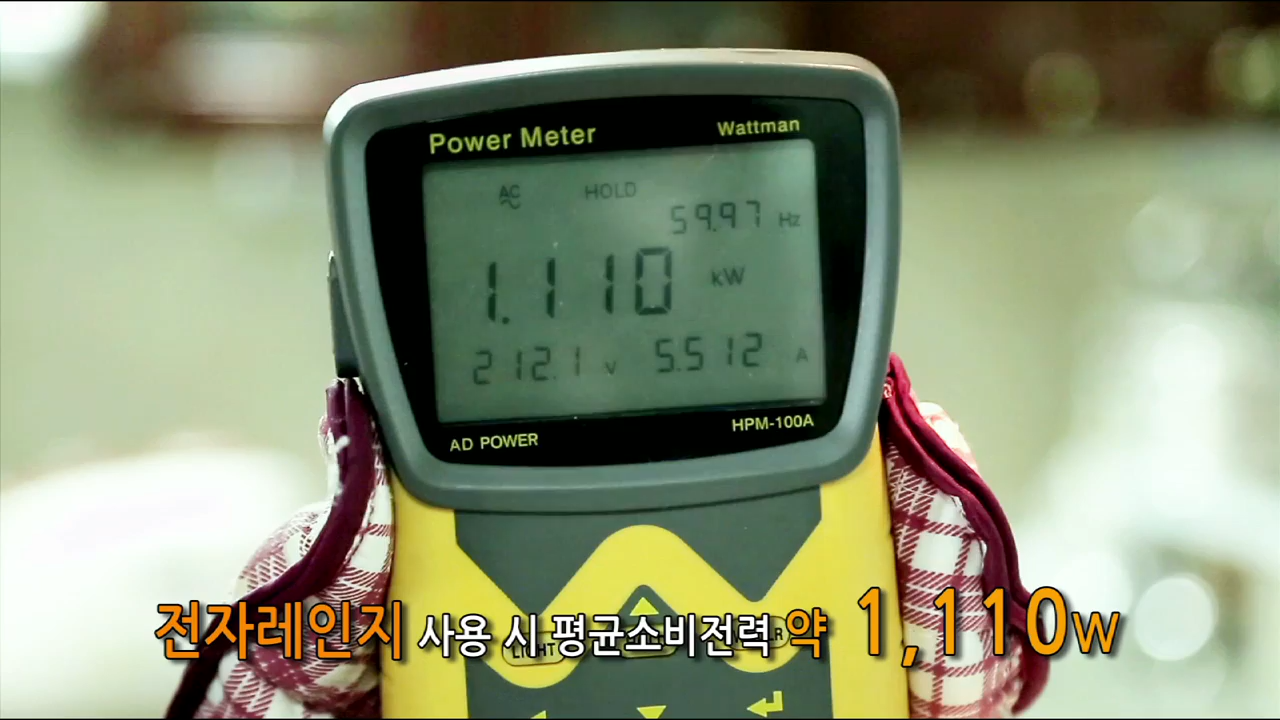 Power Meter Wattman
AC HOLD
59.97 Hz
1.110 kW
212.1 V 5.512 A
AD POWER HPM-100A
LIGHT
전자레인지 사용 시 평균소비전력 약 1,110w